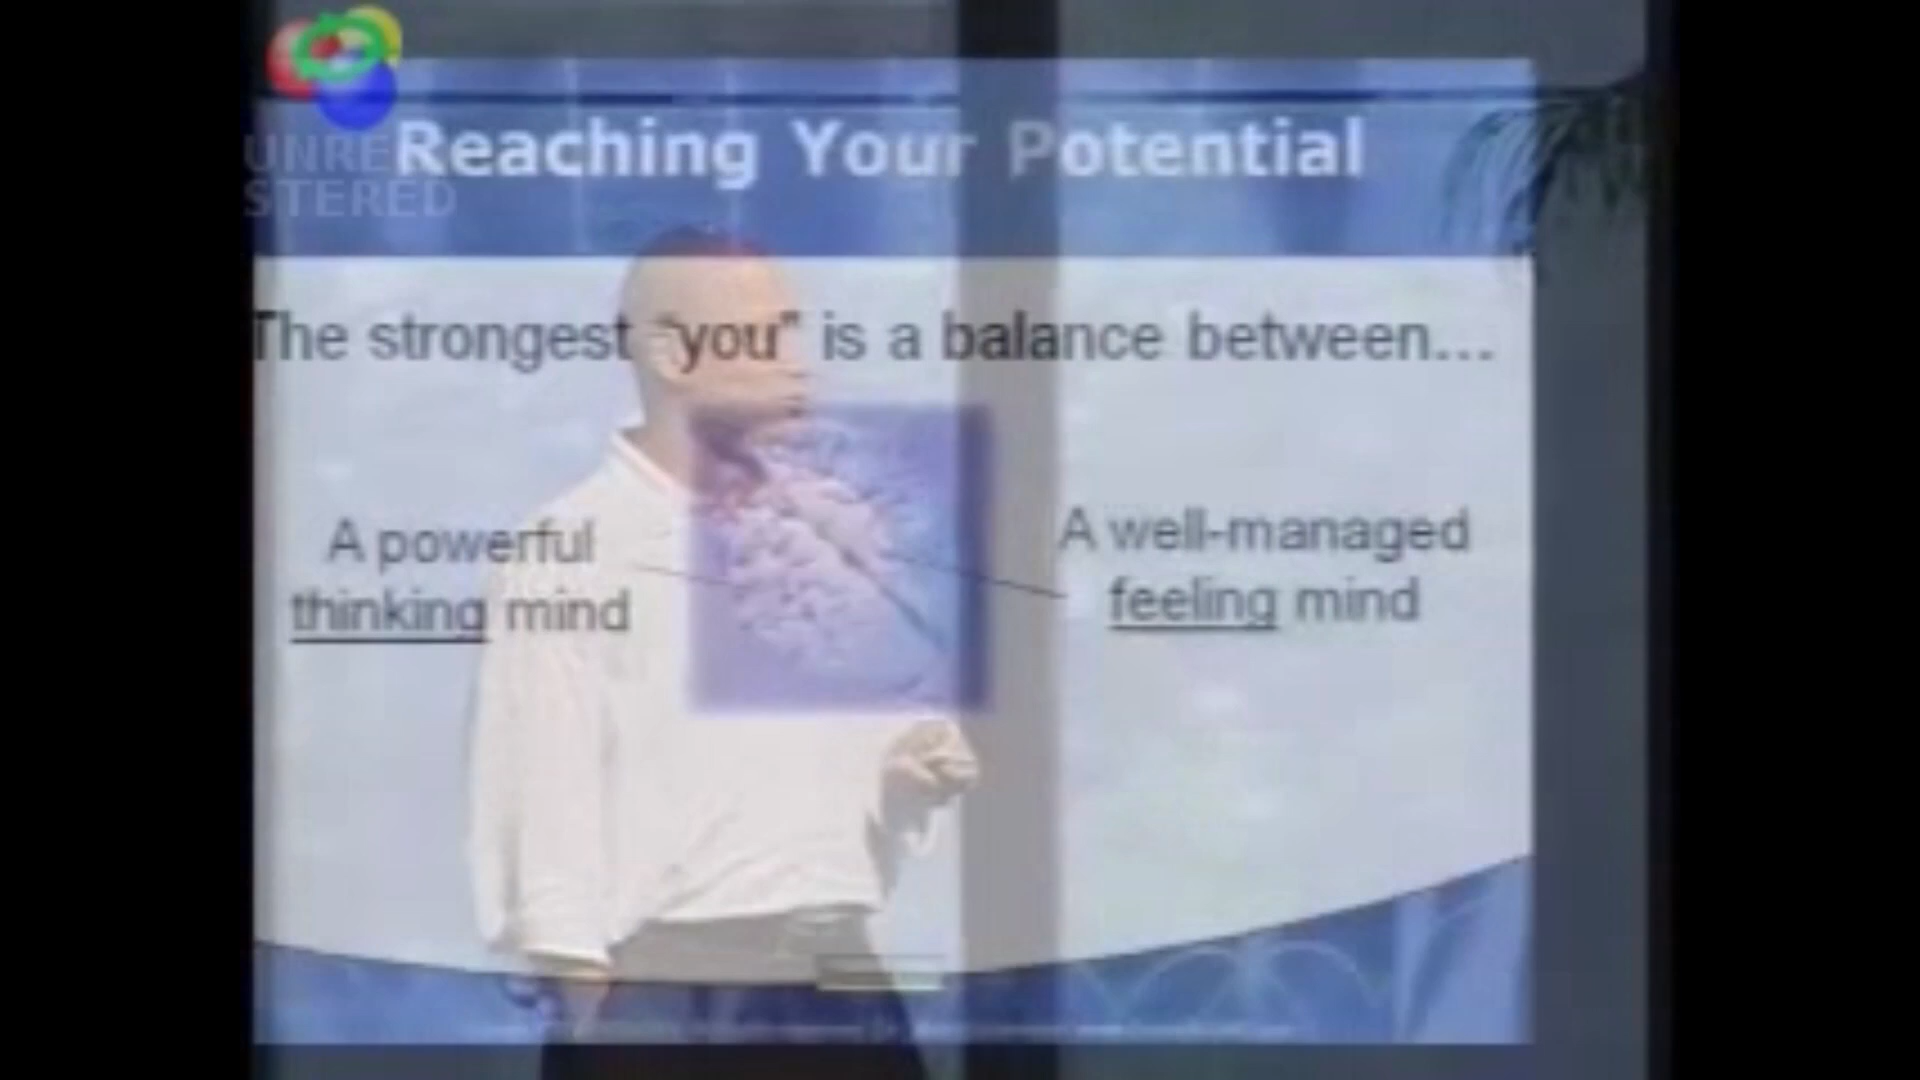 UNRE
STERED
Reaching Your Potential
The strongest "you" is a balance between...
A powerful
thinking mind
A well-managed
feeling mind